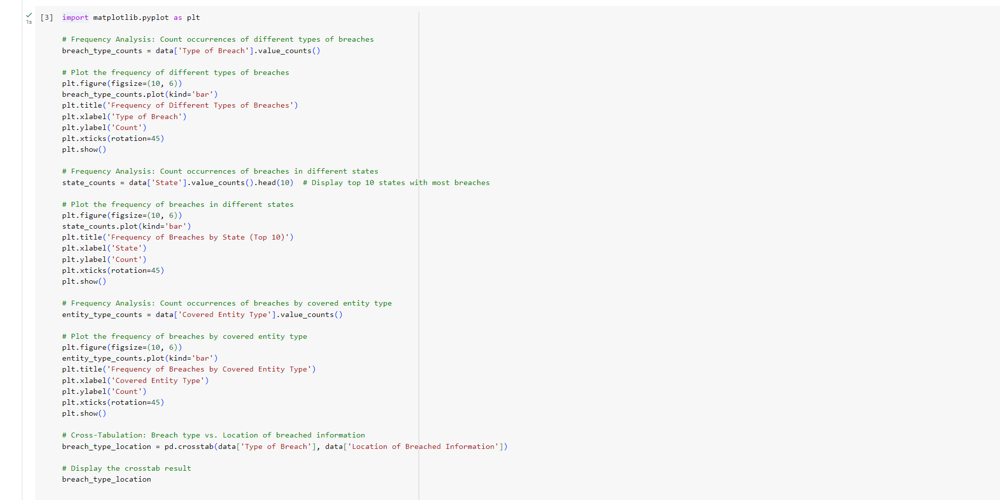 [3] import matplotlib.pyplot as plt
1s
# Frequency Analysis: Count occurrences of different types of breaches
breach_type_counts = data['Type of Breach'].value_counts()
# Plot the frequency of different types of breaches
plt.figure(figsize=(10, 6))
breach_type_counts.plot(kind='bar')
plt.title('Frequency of Different Types of Breaches')
plt.xlabel('Type of Breach')
plt.ylabel('Count')
plt.xticks(rotation=45)
plt.show()
# Frequency Analysis: Count occurrences of breaches in different states
state_counts = data['State'].value_counts().head(10)  # Display top 10 states with most breaches
# Plot the frequency of breaches in different states
plt.figure(figsize=(10, 6))
state_counts.plot(kind='bar')
plt.title('Frequency of Breaches by State (Top 10)')
plt.xlabel('State')
plt.ylabel('Count')
plt.xticks(rotation=45)
plt.show()
# Frequency Analysis: Count occurrences of breaches by covered entity type
entity_type_counts = data['Covered Entity Type'].value_counts()
# Plot the frequency of breaches by covered entity type
plt.figure(figsize=(10, 6))
entity_type_counts.plot(kind='bar')
plt.title('Frequency of Breaches by Covered Entity Type')
plt.xlabel('Covered Entity Type')
plt.ylabel('Count')
plt.xticks(rotation=45)
plt.show()
# Cross-Tabulation: Breach type vs. Location of breached information
breach_type_location = pd.crosstab(data['Type of Breach'], data['Location of Breached Information'])
# Display the crosstab result
breach_type_location